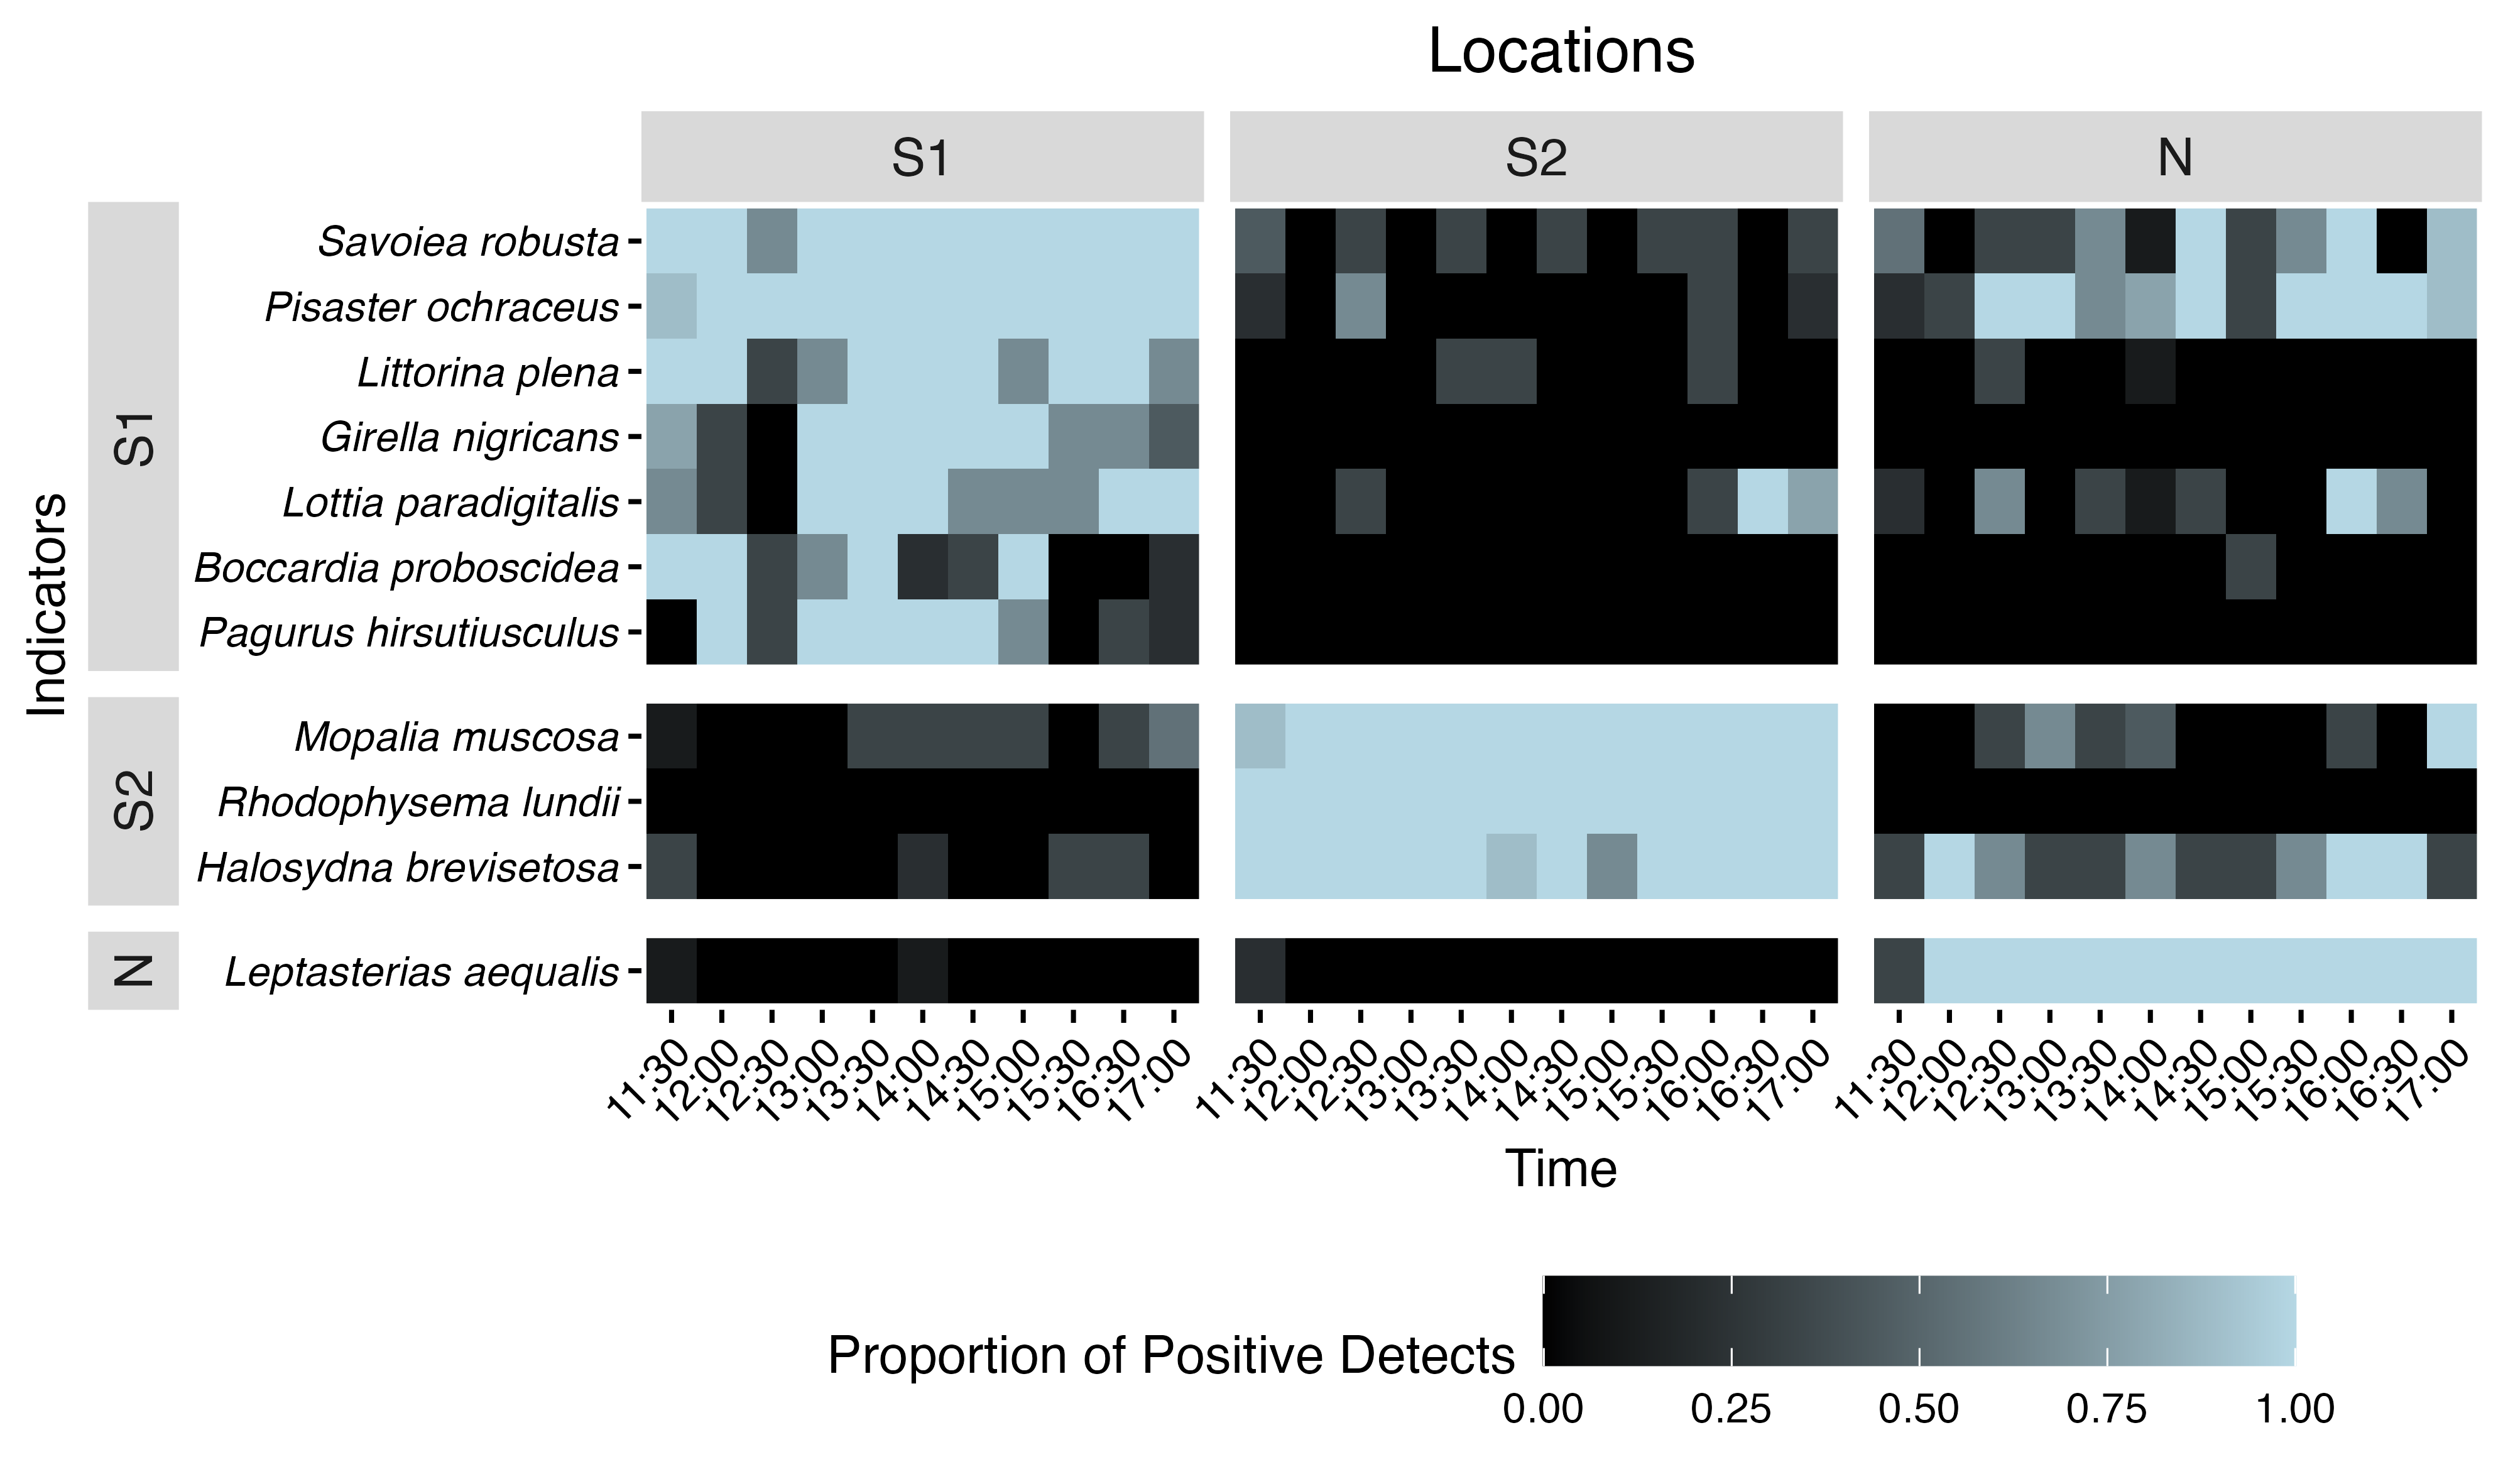 Locations
S1 S2 N
Indicators
S1
Savoiea robusta
Pisaster ochraceus
Littorina plena
Girella nigricans
Lottia paradigitalis
Boccardia proboscidea
Pagurus hirsutiusculus
S2
Mopalia muscosa
Rhodophysema lundii
Halosydna brevisetosa
N
Leptasterias aequalis
11:30 12:00 12:30 13:00 13:30 14:00 14:30 15:00 15:30 16:30 17:00 11:30 12:00 12:30 13:00 13:30 14:00 14:30 15:00 15:30 16:00 16:30 17:00 11:30 12:00 12:30 13:00 13:30 14:00 14:30 15:00 15:30 16:00 16:30 17:00
Time
Proportion of Positive Detects
0.00 0.25 0.50 0.75 1.00